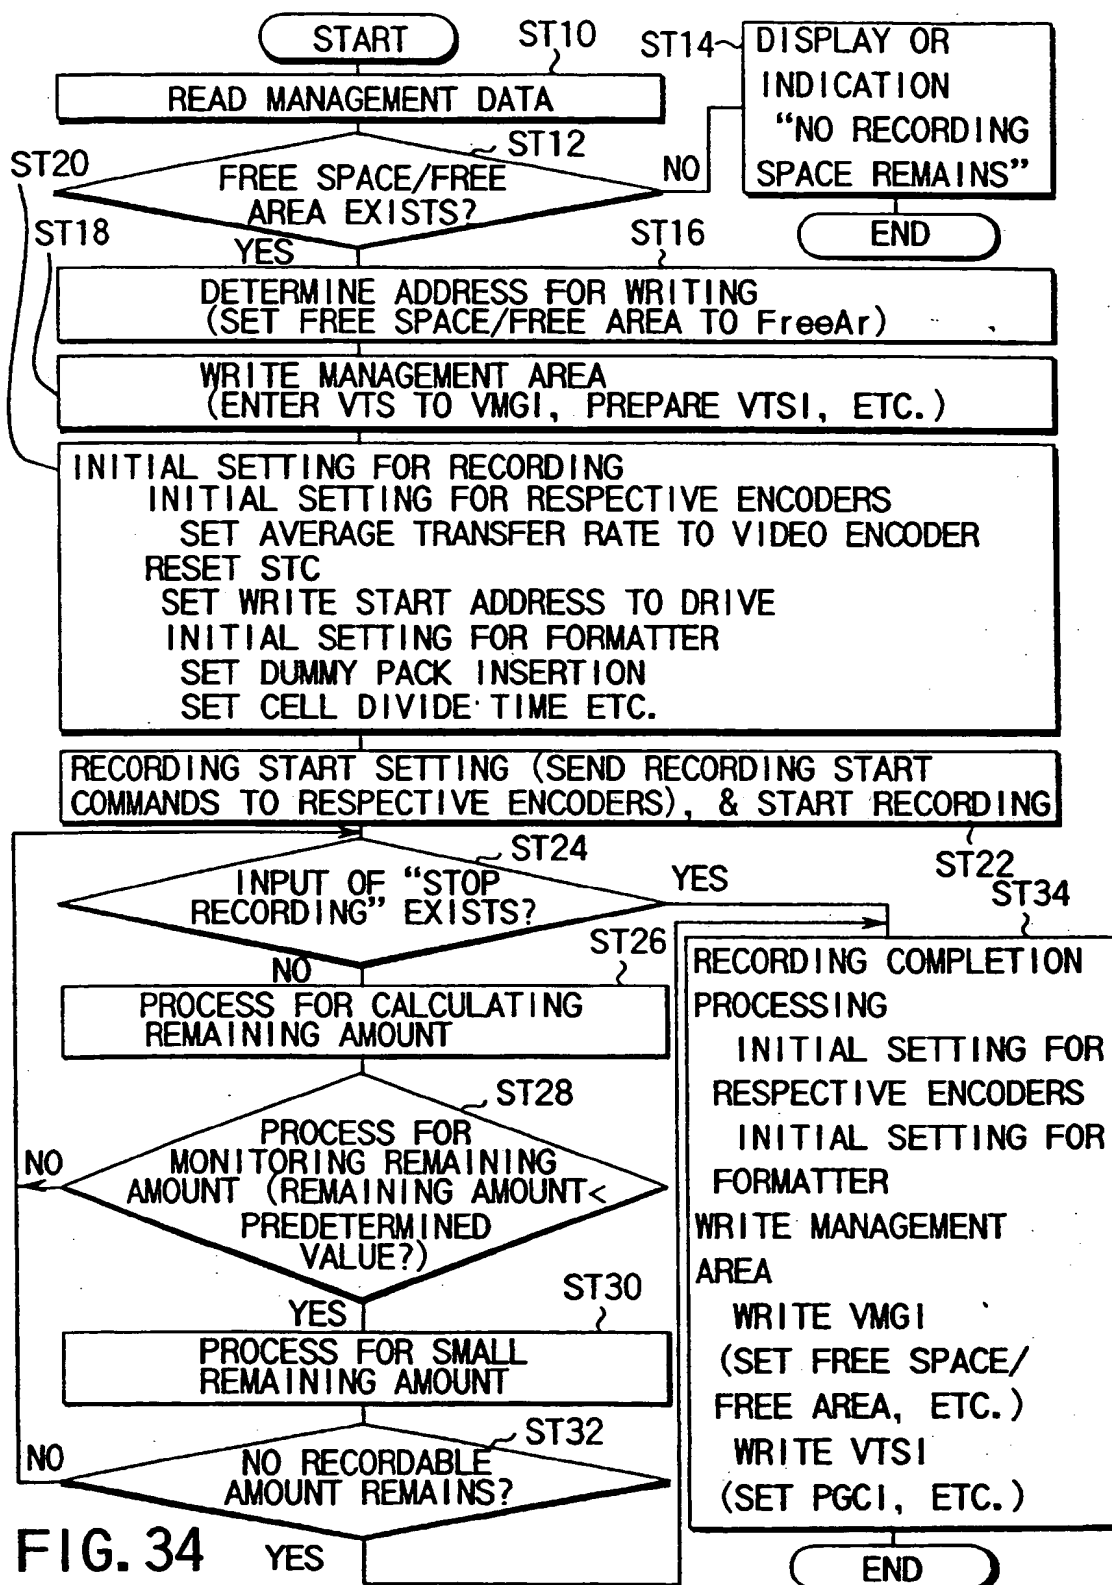 START
ST10
READ MANAGEMENT DATA
ST14
DISPLAY OR
INDICATION
"NO RECORDING
SPACE REMAINS"
END
ST12
FREE SPACE/FREE
AREA EXISTS?
NO
YES
ST20
ST18
ST16
DETERMINE ADDRESS FOR WRITING
(SET FREE SPACE/FREE AREA TO FreeAr)
WRITE MANAGEMENT AREA
(ENTER VTS TO VMGI, PREPARE VTSI, ETC.)
INITIAL SETTING FOR RECORDING
INITIAL SETTING FOR RESPECTIVE ENCODERS
SET AVERAGE TRANSFER RATE TO VIDEO ENCODER
RESET STC
SET WRITE START ADDRESS TO DRIVE
INITIAL SETTING FOR FORMATTER
SET DUMMY PACK INSERTION
SET CELL DIVIDE TIME ETC.
RECORDING START SETTING (SEND RECORDING START
COMMANDS TO RESPECTIVE ENCODERS), & START RECORDING
ST22
ST24
INPUT OF "STOP
RECORDING" EXISTS?
YES
NO
ST26
PROCESS FOR CALCULATING
REMAINING AMOUNT
ST28
PROCESS FOR
MONITORING REMAINING
AMOUNT (REMAINING AMOUNT<
PREDETERMINED
VALUE?)
NO
YES
ST30
PROCESS FOR SMALL
REMAINING AMOUNT
ST32
NO RECORDABLE
AMOUNT REMAINS?
NO
YES
ST34
RECORDING COMPLETION
PROCESSING
INITIAL SETTING FOR
RESPECTIVE ENCODERS
INITIAL SETTING FOR
FORMATTER
WRITE MANAGEMENT
AREA
WRITE VMGI
(SET FREE SPACE/
FREE AREA, ETC.)
WRITE VTSI
(SET PGCI, ETC.)
END
FIG. 34